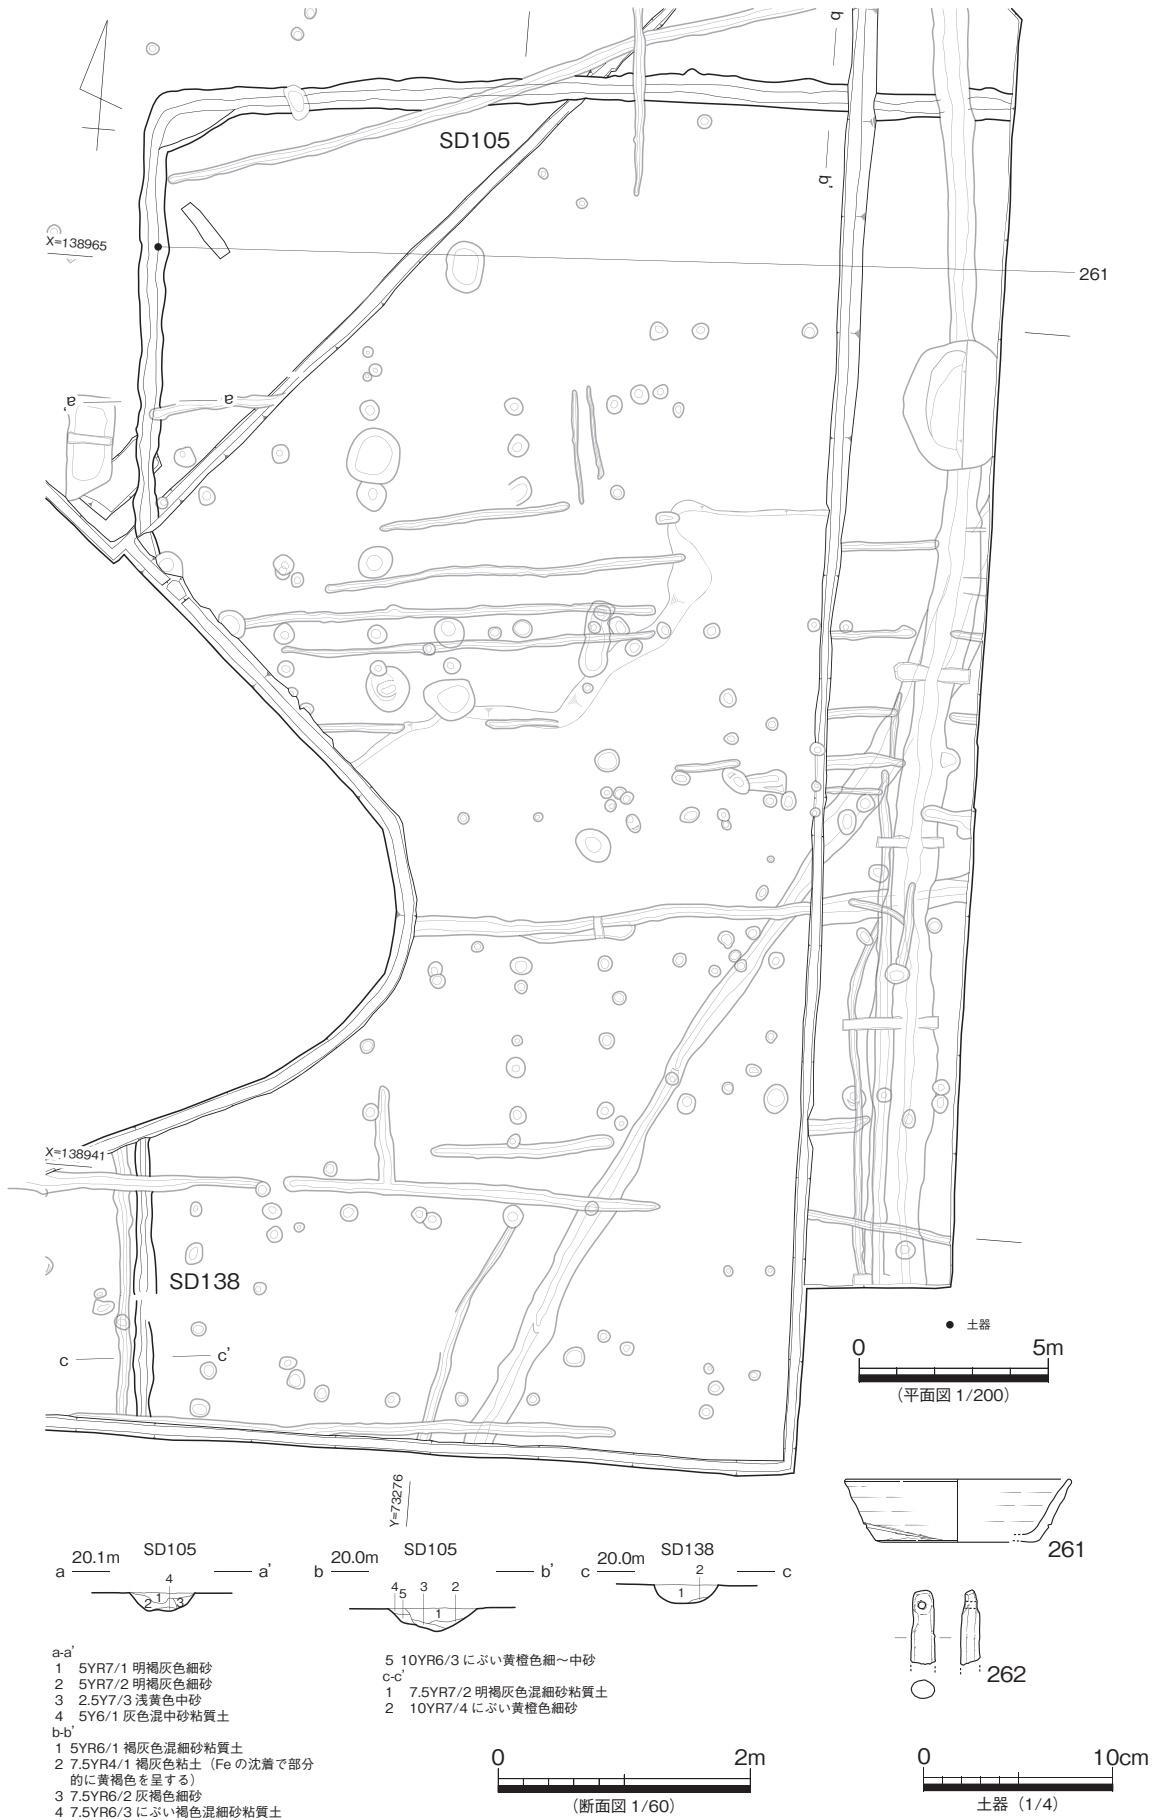 b
SD105
b'
X=138965
261
a'
a
X=138941
SD138
c
c'
● 土器
0 5m
(平面図 1/200)
Y=73276
SD105
a 20.1m a'
4
1
2 3
SD105
b 20.0m b'
4 5 3 2
1
SD138
c 20.0m c
2
1
261
262
a-a'
1 5YR7/1 明褐灰色細砂
2 5YR7/2 明褐灰色細砂
3 2.5Y7/3 浅黄色中砂
4 5Y6/1 灰色混中砂粘質土
b-b'
1 5YR6/1 褐灰色混細砂粘質土
2 7.5YR4/1 褐灰色粘土（Fe の沈着で部分
的に黄褐色を呈する）
3 7.5YR6/2 灰褐色細砂
4 7.5YR6/3 にぶい褐色混細砂粘質土
5 10YR6/3 にぶい黄橙色細～中砂
c-c'
1 7.5YR7/2 明褐灰色混細砂粘質土
2 10YR7/4 にぶい黄橙色細砂
0 2m
(断面図 1/60)
0 10cm
土器（1/4）